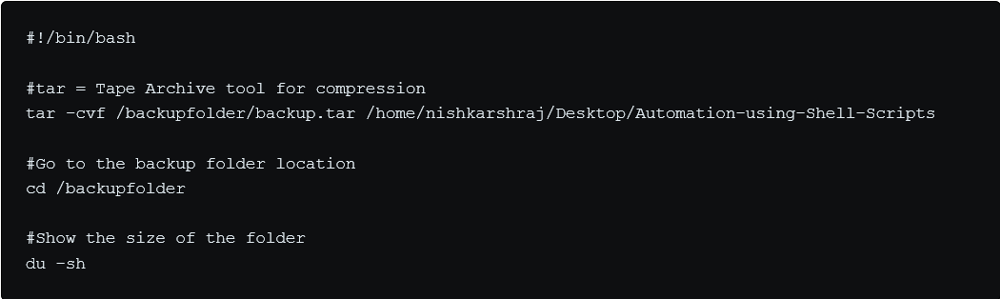 #!/bin/bash
#tar = Tape Archive tool for compression
tar -cvf /backupfolder/backup.tar /home/nishkarshraj/Desktop/Automation-using-Shell-Scripts
#Go to the backup folder location
cd /backupfolder
#Show the size of the folder
du -sh